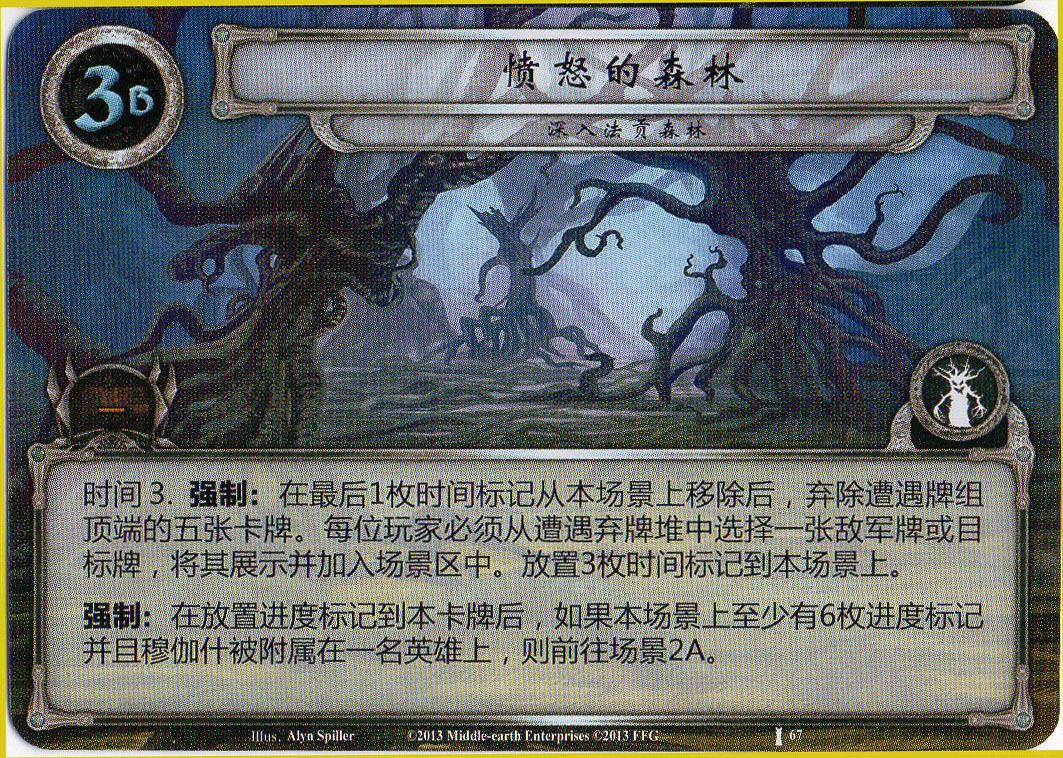 3B
愤怒的森林
深入法贡森林
–
时间 3. 强制：在最后1枚时间标记从本场景上移除后，弃除遭遇牌组
顶端的五张卡牌。每位玩家必须从遭遇弃牌堆中选择一张敌军牌或目
标牌，将其展示并加入场景区中。放置3枚时间标记到本场景上。
强制：在放置进度标记到本卡牌后，如果本场景上至少有6枚进度标记
并且穆伽什被附属在一名英雄上，则前往场景2A。
Illus. Alyn Spiller ©2013 Middle-earth Enterprises ©2013 FFG 67